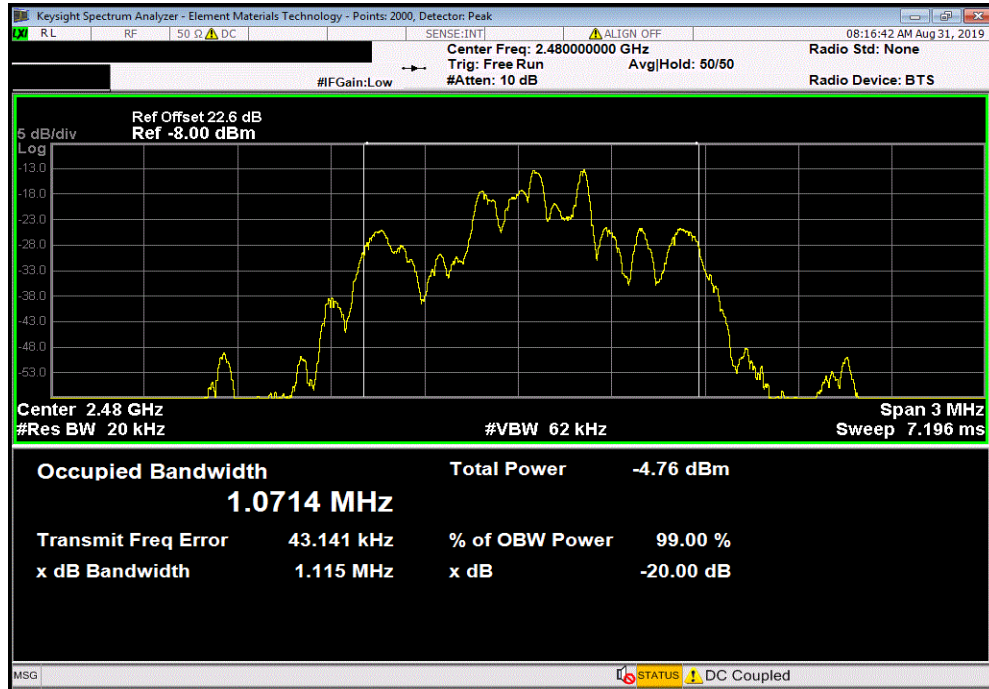 Keysight Spectrum Analyzer - Element Materials Technology - Points: 2000, Detector: Peak
LXI RL RF 50 Ω DC SENSE:INT ALIGN OFF 08:16:42 AM Aug 31, 2019
Center Freq: 2.480000000 GHz Radio Std: None
Trig: Free Run Avg|Hold: 50/50
#IFGain:Low #Atten: 10 dB Radio Device: BTS
Ref Offset 22.6 dB
5 dB/div Ref -8.00 dBm
Log
-13.0
-18.0
-23.0
-28.0
-33.0
-38.0
-43.0
-48.0
-53.0
Center 2.48 GHz Span 3 MHz
#Res BW 20 kHz #VBW 62 kHz Sweep 7.196 ms
Occupied Bandwidth Total Power -4.76 dBm
1.0714 MHz
Transmit Freq Error 43.141 kHz % of OBW Power 99.00 %
x dB Bandwidth 1.115 MHz x dB -20.00 dB
MSG STATUS DC Coupled